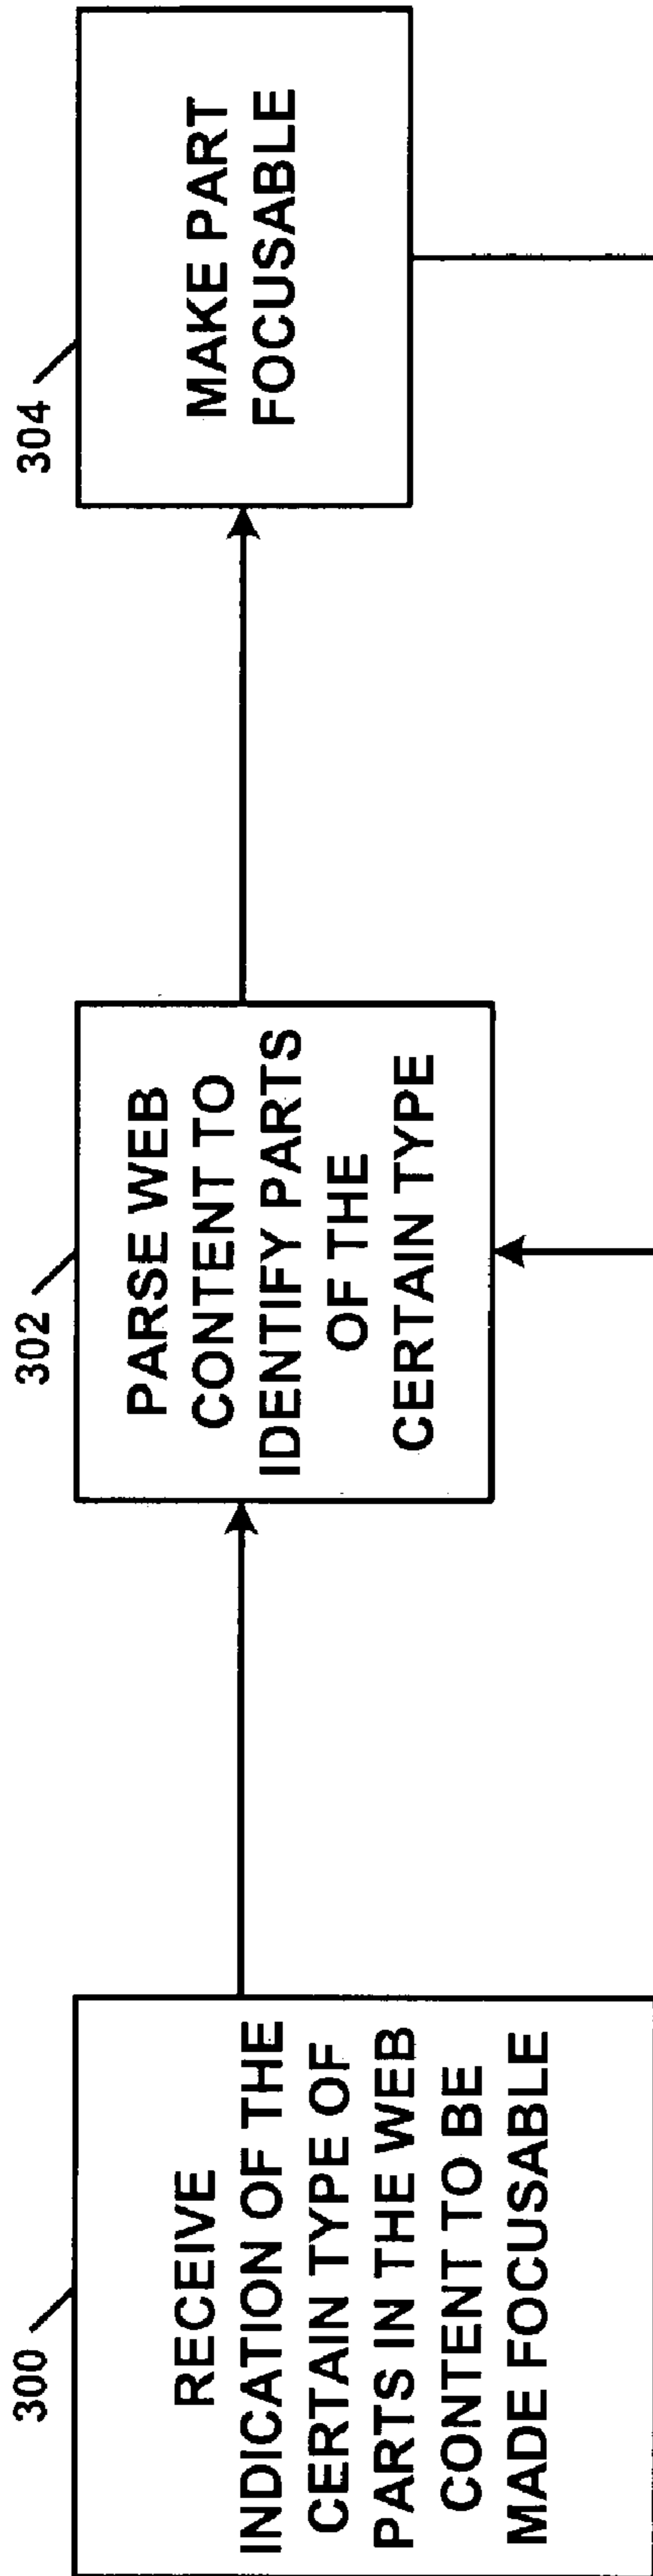 300
RECEIVE
INDICATION OF THE
CERTAIN TYPE OF
PARTS IN THE WEB
CONTENT TO BE
MADE FOCUSABLE
302
PARSE WEB
CONTENT TO
IDENTIFY PARTS
OF THE
CERTAIN TYPE
304
MAKE PART
FOCUSABLE